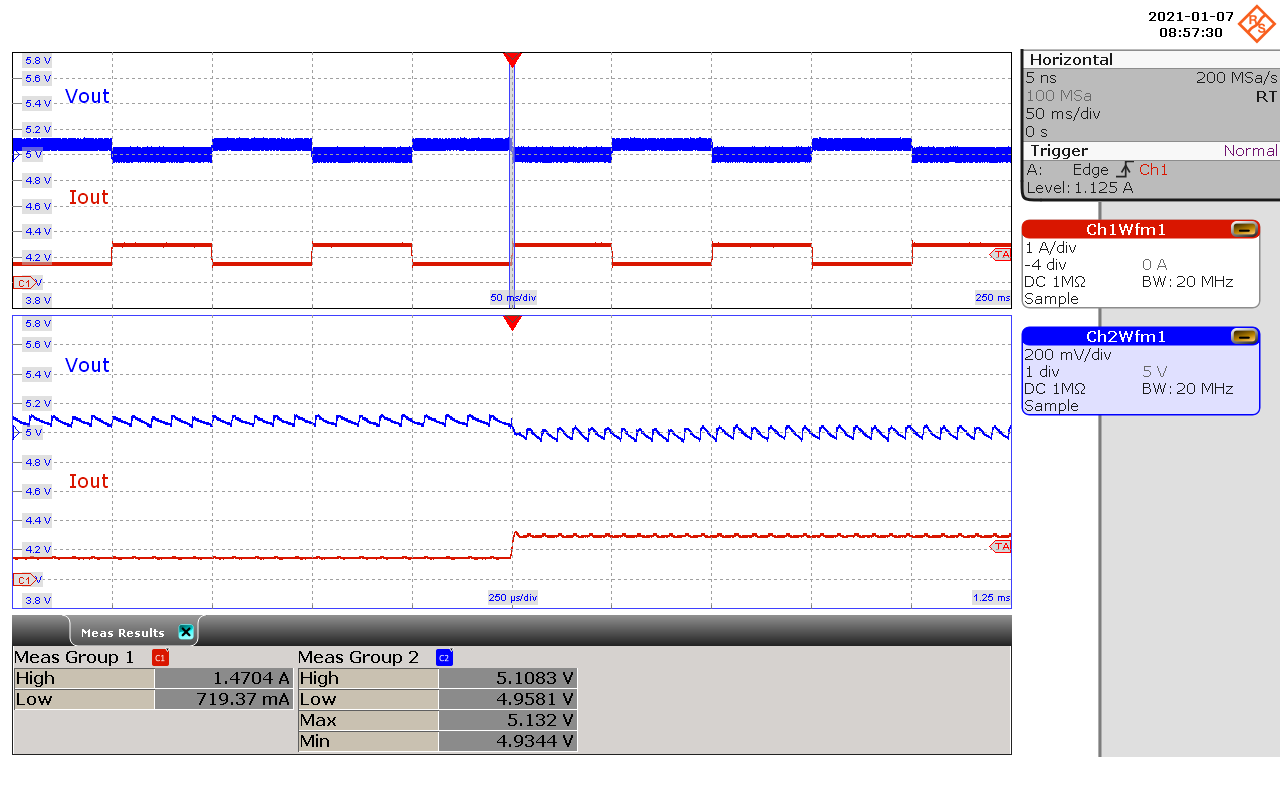 2021-01-07
08:57:30
R&S
5.8 V
5.6 V
Vout
5.4 V
5.2 V
5 V
4.8 V
Iout
4.6 V
4.4 V
4.2 V
TA
C1 V
3.8 V
50 ms/div
250 ms
5.8 V
5.6 V
Vout
5.4 V
5.2 V
5 V
4.8 V
Iout
4.6 V
4.4 V
4.2 V
TA
C1 V
3.8 V
250 µs/div
1.25 ms
Horizontal
5 ns 200 MSa/s
100 MSa RT
50 ms/div
0 s
Trigger Normal
A: Edge Ch1
Level: 1.125 A
Ch1Wfm1
1 A/div
-4 div 0 A
DC 1MΩ BW: 20 MHz
Sample
Ch2Wfm1
200 mV/div
1 div 5 V
DC 1MΩ BW: 20 MHz
Sample
Meas Results
Meas Group 1 C1
High 1.4704 A
Low 719.37 mA
Meas Group 2 C2
High 5.1083 V
Low 4.9581 V
Max 5.132 V
Min 4.9344 V